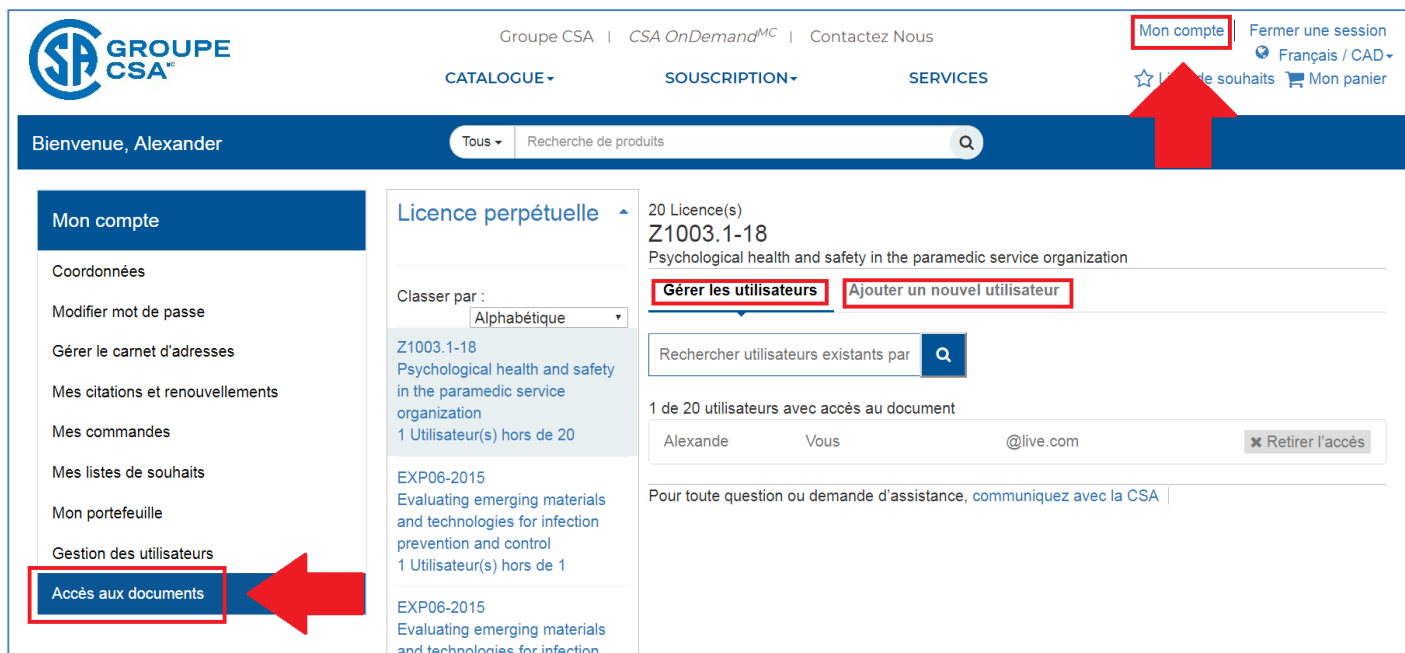 GROUPE
CSA MC
Groupe CSA | CSA OnDemandMC | Contactez Nous
Mon compte | Fermer une session
Français / CAD
CATALOGUE SOUSCRIPTION SERVICES
de souhaits Mon panier
Bienvenue, Alexander
Tous
Recherche de produits
Mon compte
Coordonnées
Modifier mot de passe
Gérer le carnet d'adresses
Mes citations et renouvellements
Mes commandes
Mes listes de souhaits
Mon portefeuille
Gestion des utilisateurs
Accès aux documents
Licence perpétuelle
Classer par :
Alphabétique
Z1003.1-18
Psychological health and safety
in the paramedic service
organization
1 Utilisateur(s) hors de 20
EXP06-2015
Evaluating emerging materials
and technologies for infection
prevention and control
1 Utilisateur(s) hors de 1
EXP06-2015
Evaluating emerging materials
and technologies for infection
20 Licence(s)
Z1003.1-18
Psychological health and safety in the paramedic service organization
Gérer les utilisateurs Ajouter un nouvel utilisateur
Rechercher utilisateurs existants par
1 de 20 utilisateurs avec accès au document
Alexande Vous @live.com ✖ Retirer l'accès
Pour toute question ou demande d'assistance, communiquez avec la CSA